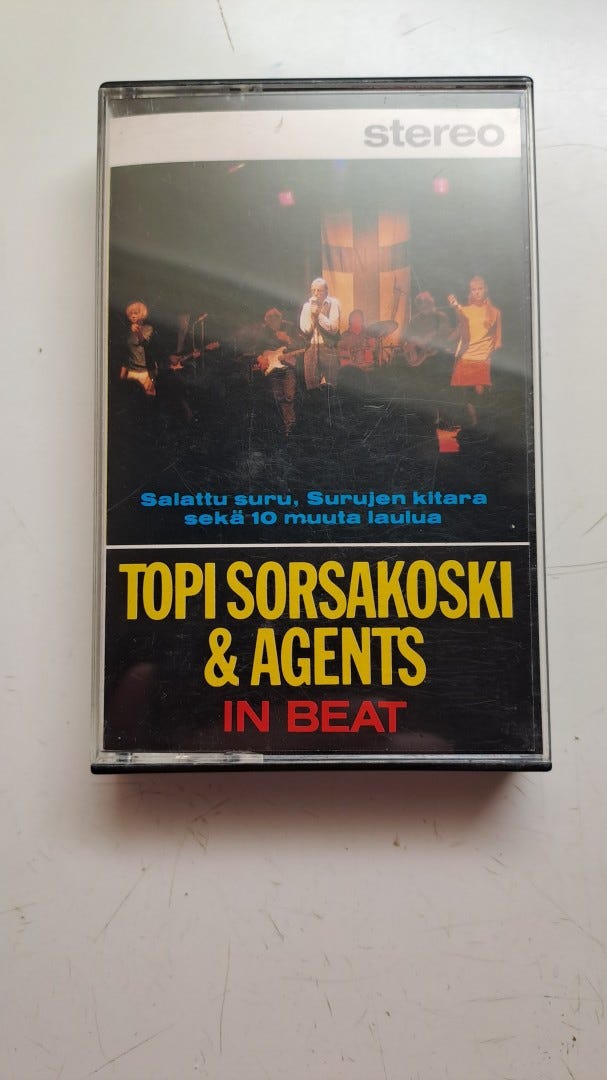 stereo
Salattu suru, Surujen kitara
sekä 10 muuta laulua
TOPI SORSAKOSKI
& AGENTS
IN BEAT